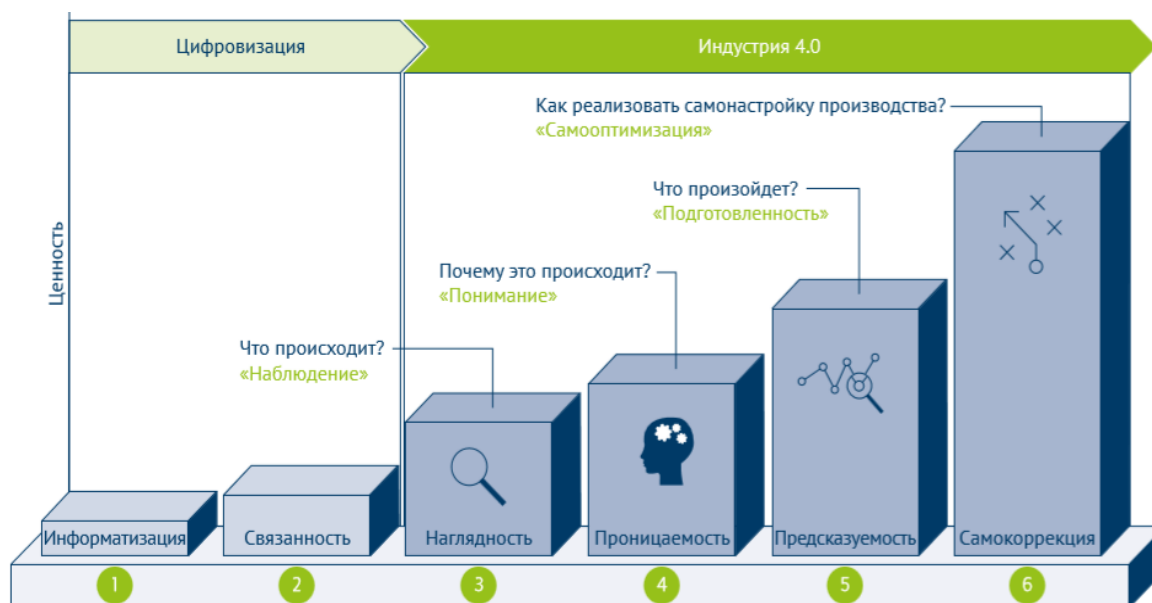 Цифровизация
Индустрия 4.0
Ценность
Как реализовать самонастройку производства?
«Самооптимизация»
Что произойдет?
«Подготовленность»
Почему это происходит?
«Понимание»
Что происходит?
«Наблюдение»
Информатизация
Связанность
Наглядность
Проницаемость
Предсказуемость
Самокоррекция
1
2
3
4
5
6